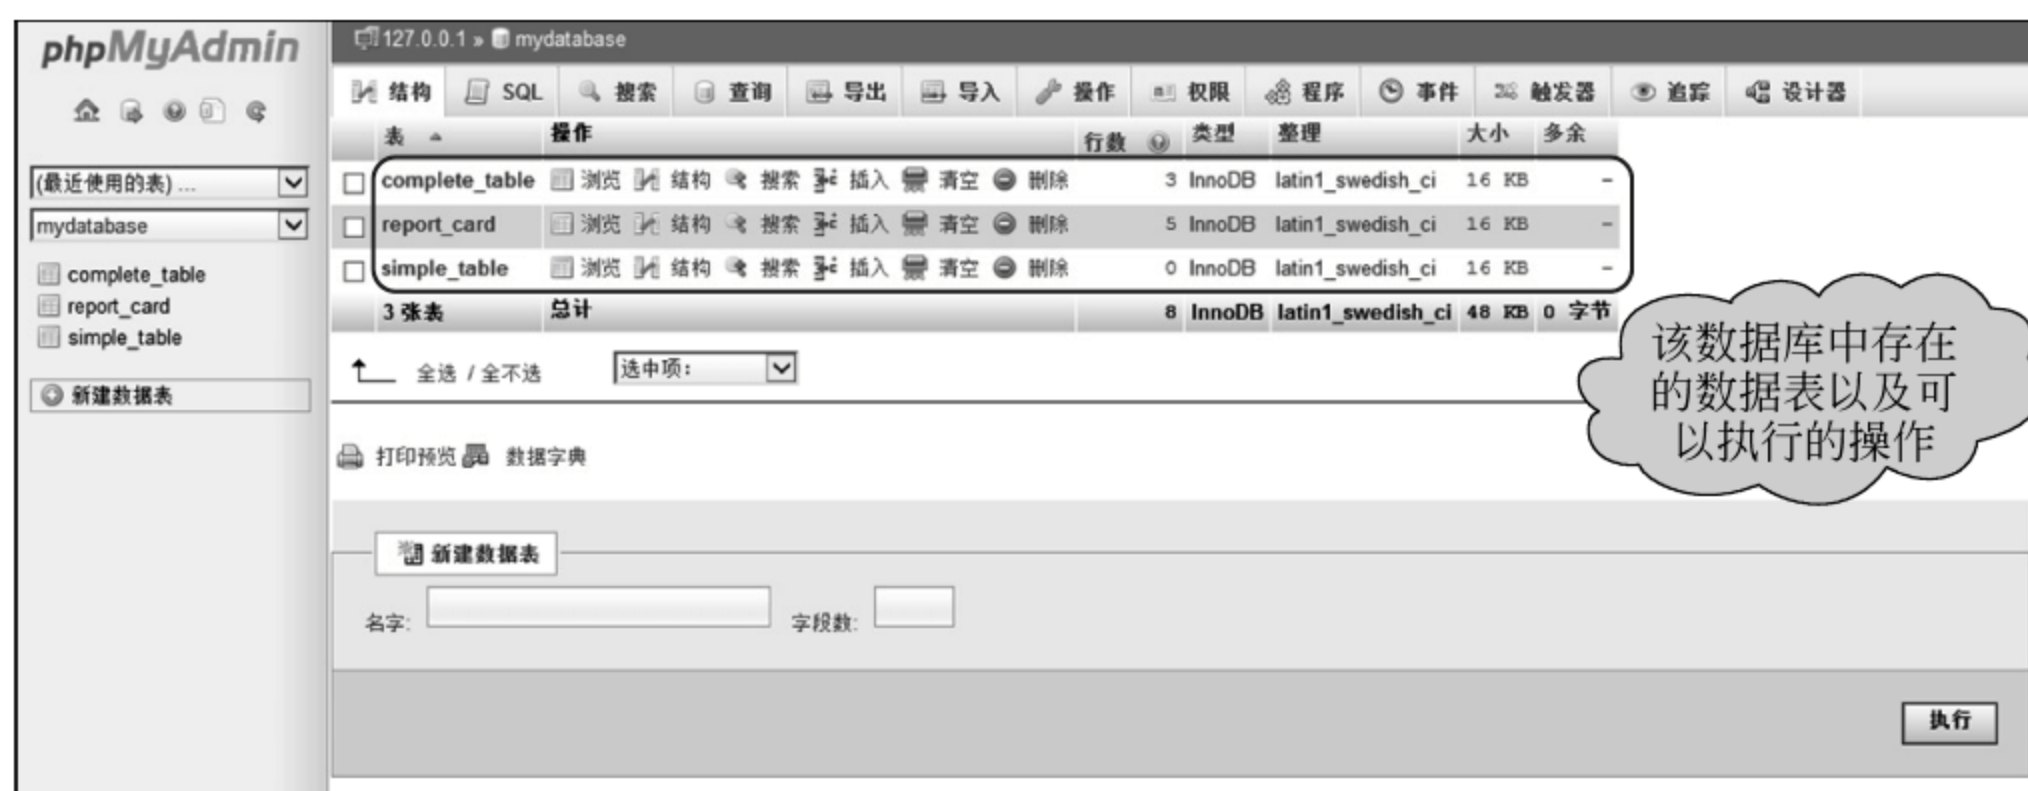 phpMyAdmin
(最近使用的表) ...
mydatabase
complete_table
report_card
simple_table
新建数据表
127.0.0.1 » mydatabase
结构 SQL 搜索 查询 导出 导入 操作 权限 程序 事件 触发器 追踪 设计器
表 操作 行数 类型 整理 大小 多余
complete_table 浏览 结构 搜索 插入 清空 删除 3 InnoDB latin1_swedish_ci 16 KB -
report_card 浏览 结构 搜索 插入 清空 删除 5 InnoDB latin1_swedish_ci 16 KB -
simple_table 浏览 结构 搜索 插入 清空 删除 0 InnoDB latin1_swedish_ci 16 KB -
3 张表 总计 8 InnoDB latin1_swedish_ci 48 KB 0 字节
全选 / 全不选 选中项:
打印预览 数据字典
新建数据表
名字: 字段数:
执行
该数据库中存在
的数据表以及可
以执行的操作